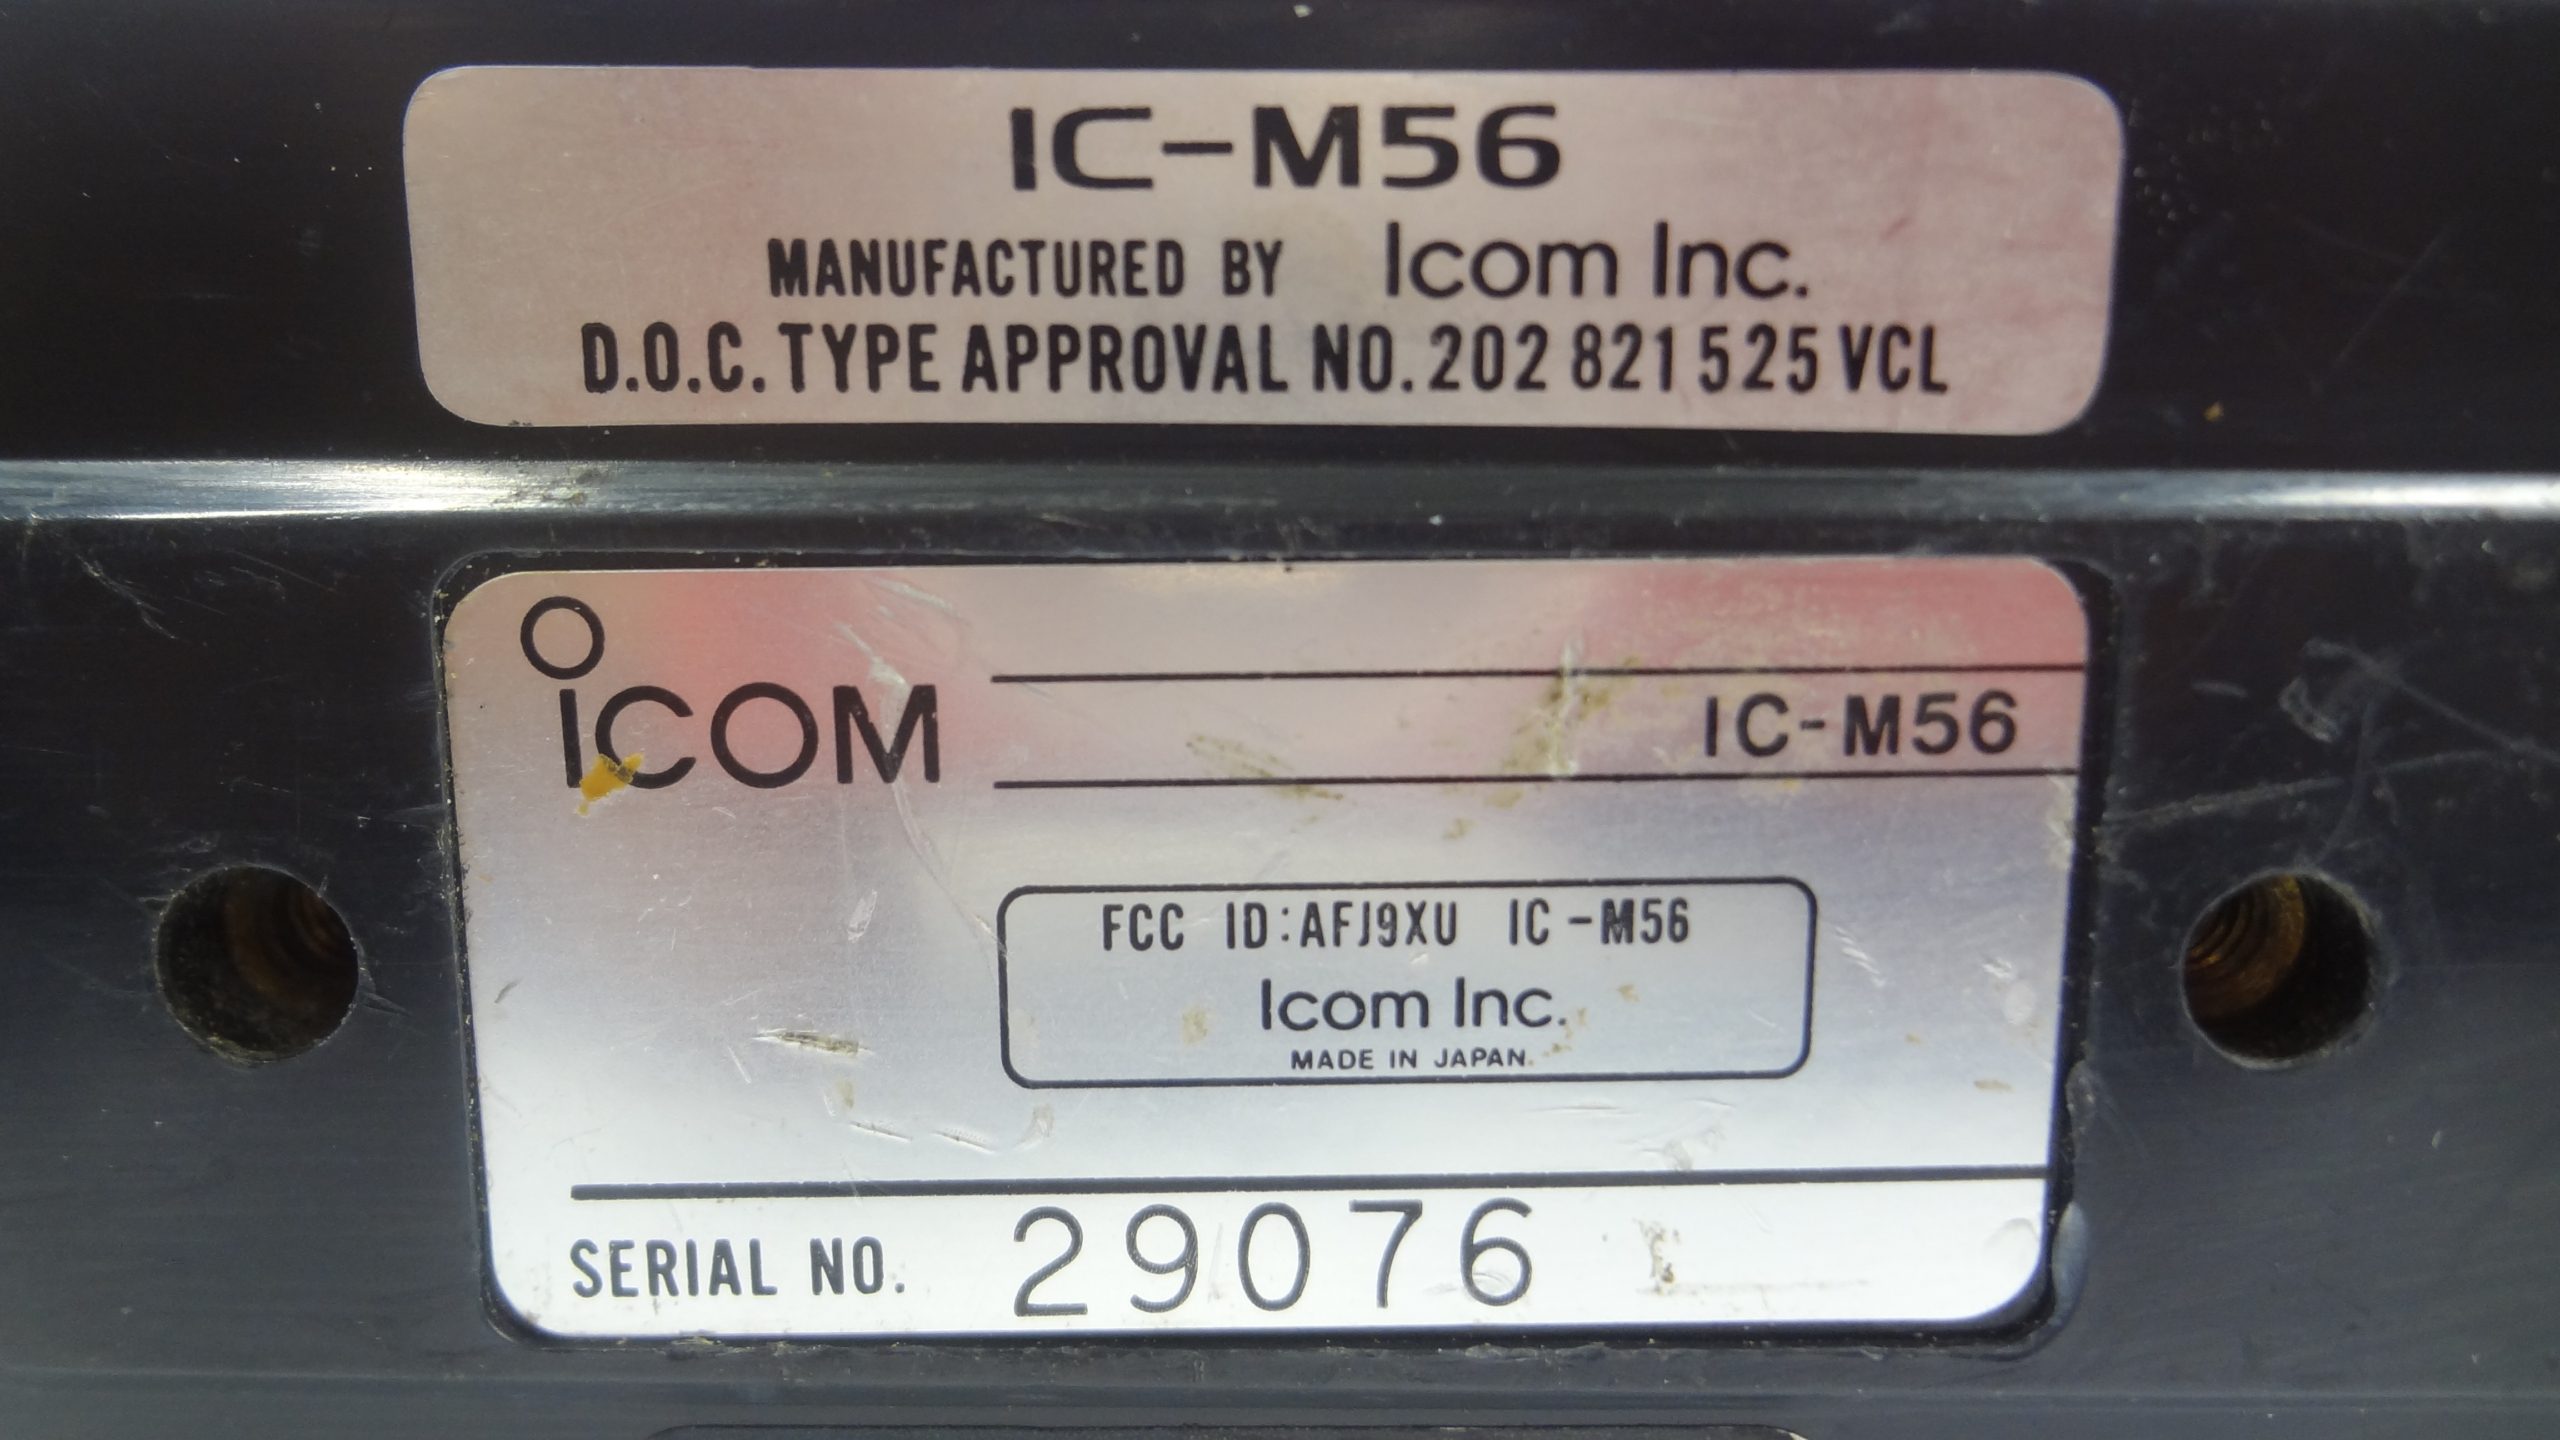 IC-M56
MANUFACTURED BY Icom Inc.
D.O.C. TYPE APPROVAL NO. 202 821 525 VCL
ICOM
IC-M56
FCC ID:AFJ9XU IC-M56
Icom Inc.
MADE IN JAPAN
SERIAL NO. 29076